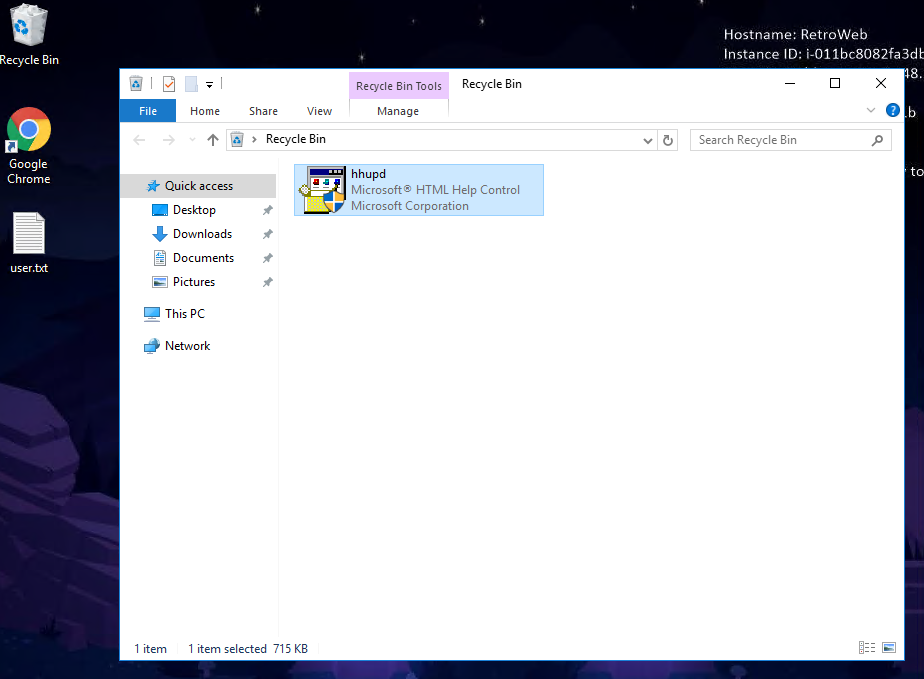 Recycle Bin
Google
Chrome
user.txt
Hostname: RetroWeb
Instance ID: i-011bc8082fa3db
48.
.b
to
Recycle Bin Tools
Recycle Bin
File
Home
Share
View
Manage
Recycle Bin
Search Recycle Bin
Quick access
Desktop
Downloads
Documents
Pictures
This PC
Network
hhupd
Microsoft® HTML Help Control
Microsoft Corporation
1 item
1 item selected 715 KB